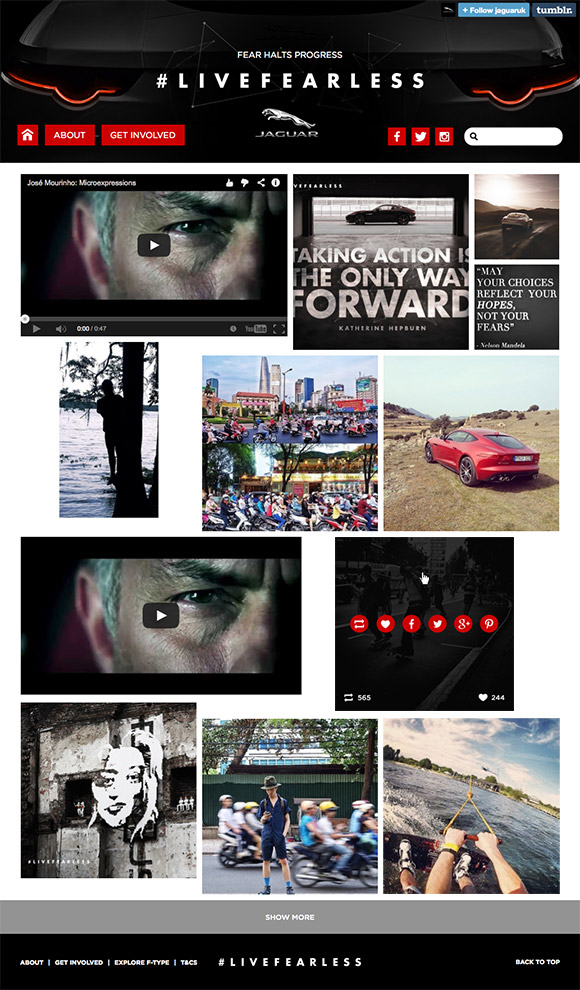 + Follow jaguaruk
tumblr.
FEAR HALTS PROGRESS
#LIVEFEARLESS
JAGUAR
ABOUT
GET INVOLVED
José Mourinho: Microexpressions
0:00 / 0:47
YouTube
VEFEARLESS
TAKING ACTION IS
THE ONLY WAY
FORWARD
KATHERINE HEPBURN
"MAY
YOUR CHOICES
REFLECT YOUR
HOPES,
NOT YOUR
FEARS"
- Nelson Mandela
565
244
#LIVEFEARLESS
SHOW MORE
ABOUT | GET INVOLVED | EXPLORE F-TYPE | T&CS
#LIVEFEARLESS
BACK TO TOP